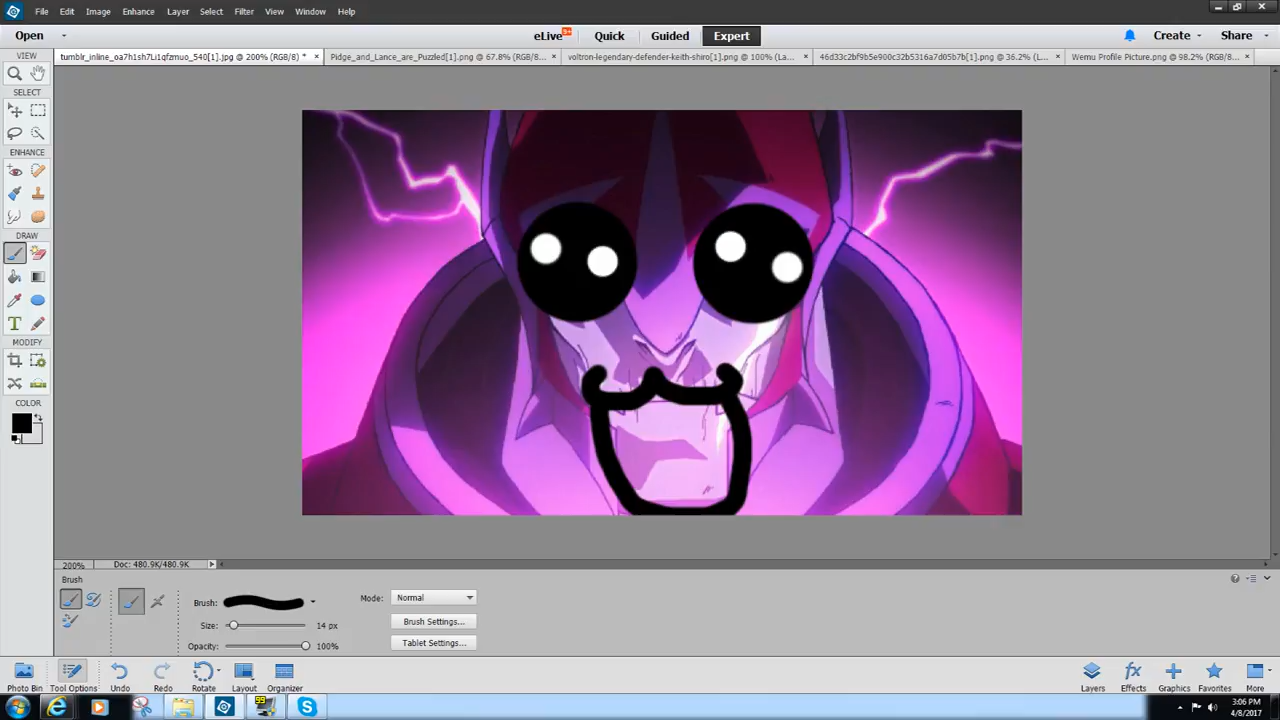 File Edit Image Enhance Layer Select Filter View Window Help
Open eLive Quick Guided Expert Create Share
VIEW tumblr_inline_oa7h1sh7Li1qfzmuo_540[1].jpg @ 200% (RGB/8) * Pidge_and_Lance_are_Puzzled[1].png @ 67.8% (RGB/8... voltron-legendary-defender-keith-shiro[1].png @ 100% (La... 46d33c2bf9b5e900c32b5316a7d05b7b[1].png @ 36.2% (La... Wemu Profile Picture.png @ 98.2% (RGB/8...
SELECT
ENHANCE
DRAW
MODIFY
COLOR
200% Doc: 480.9K/480.9K
Brush
Brush: Mode: Normal
Size: 14 px Brush Settings...
Opacity: 100% Tablet Settings...
Photo Bin Tool Options Undo Redo Rotate Layout Organizer Layers Effects Graphics Favorites More
3:06 PM
4/8/2017